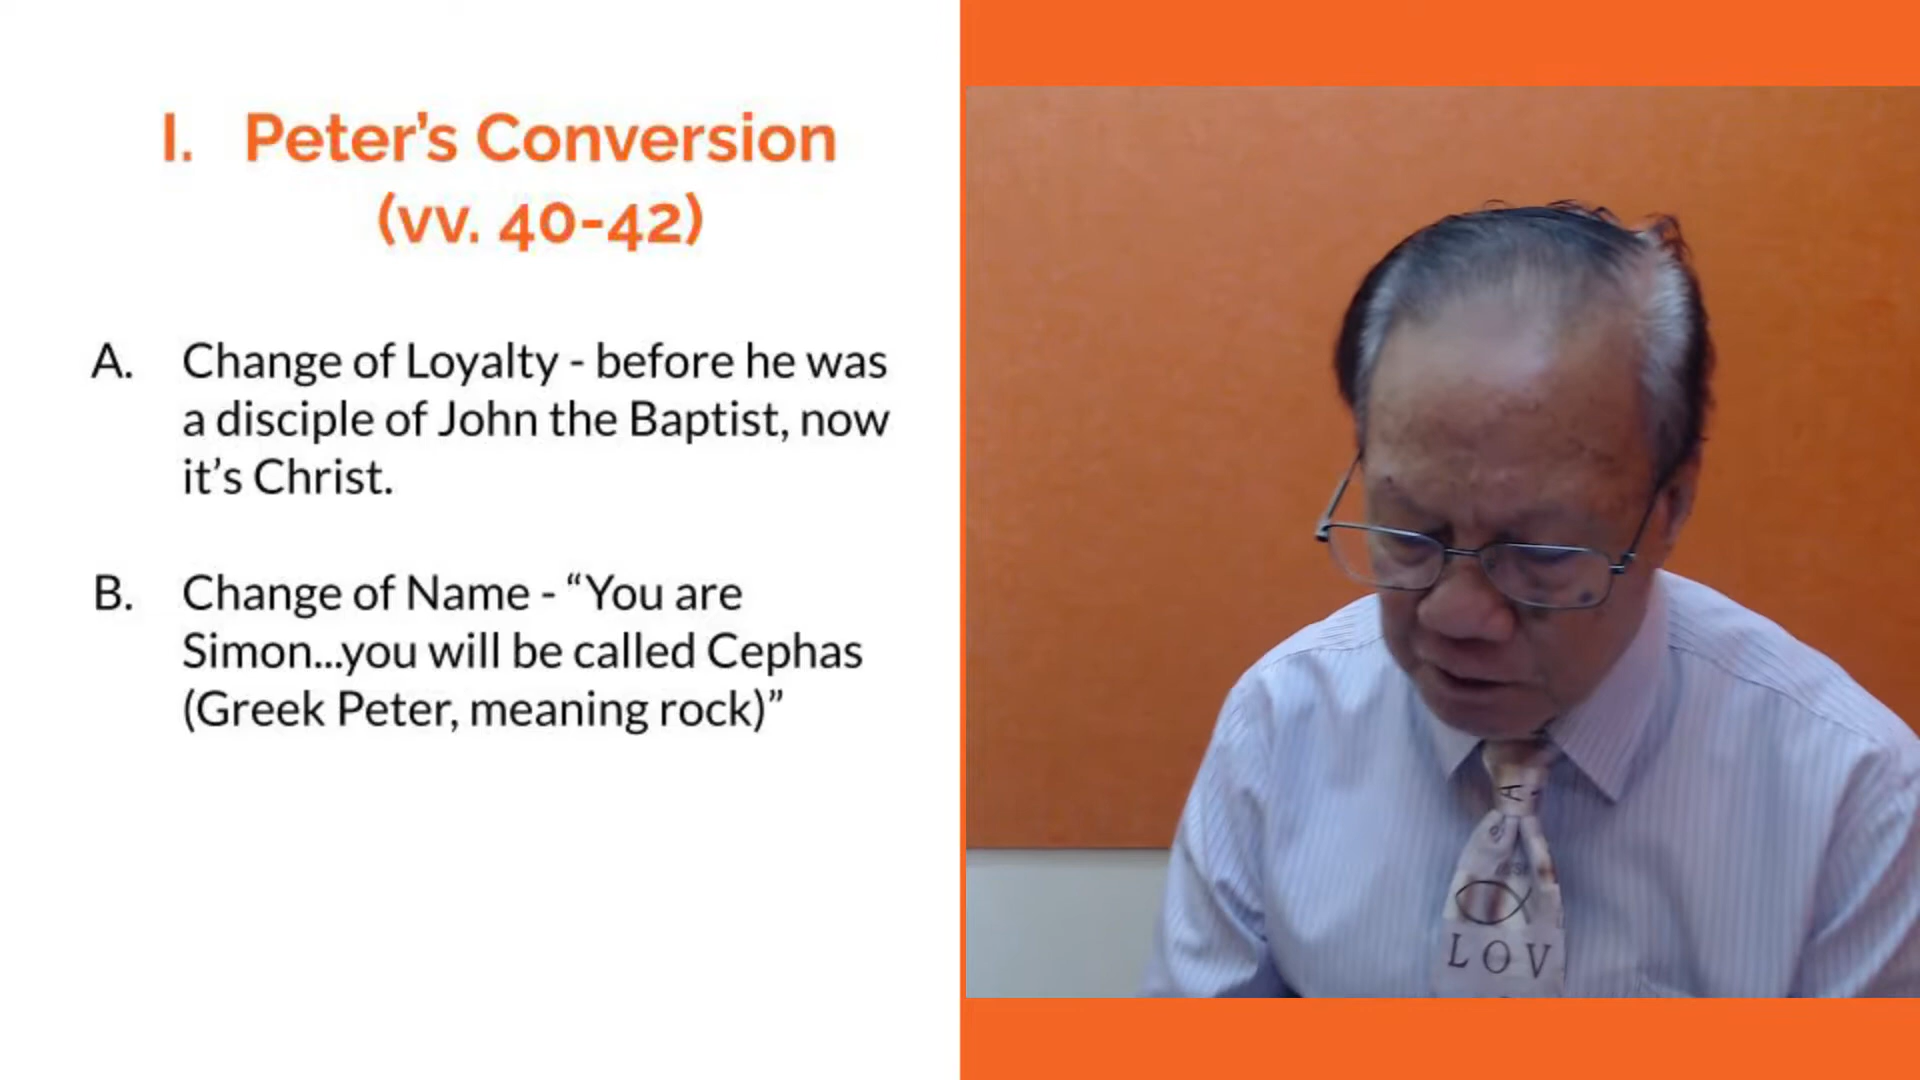 I. Peter’s Conversion
(vv. 40-42)
A. Change of Loyalty - before he was
a disciple of John the Baptist, now
it’s Christ.
B. Change of Name - “You are
Simon...you will be called Cephas
(Greek Peter, meaning rock)”
A
LOV